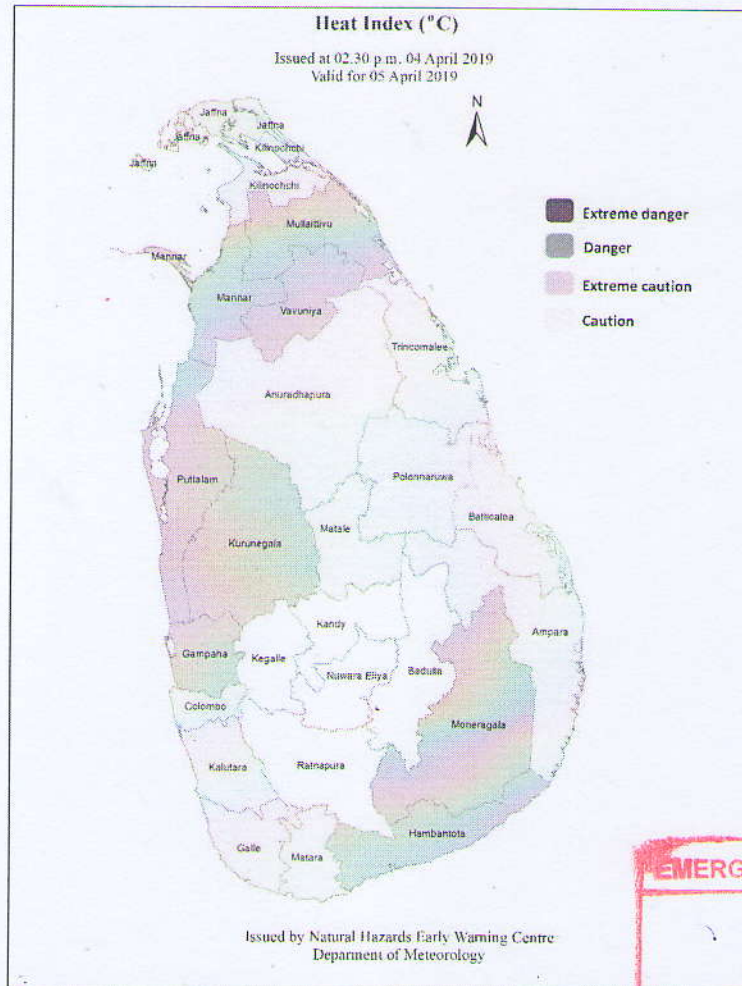 Heat Index (°C)
Issued at 02.30 p.m. 04 April 2019
Valid for 05 April 2019
N
Jaffna
Jaffna
Jaffna
Jaffna
Kilinochchi
Kilinochchi
Mullaittivu
Mannar
Mannar
Vavuniya
Trincomalee
Anuradhapura
Extreme danger
Danger
Extreme caution
Caution
Polonnaruwa
Puttalam
Batticaloa
Matale
Kurunegala
Kandy
Ampara
Gampaha
Kegalle
Nuwara Eliya
Badulla
Colombo
Moneragala
Kalutara
Ratnapura
Hambantota
Galle
Matara
EMERG
Issued by Natural Hazards Early Warning Centre
Deparment of Meteorology